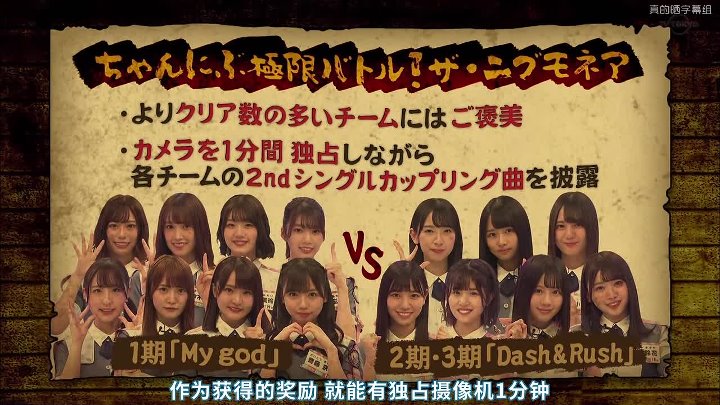 真的晒字幕组
ちゃんにぶ極限バトル!ザ・ニブモネア
・よりクリア数の多いチームにはご褒美
・カメラを1分間 独占しながら
各チームの2ndシングルカップリング曲を披露
VS
1期「My god」
2期・3期「Dash&Rush」
作为获得的奖励 就能有独占摄像机1分钟